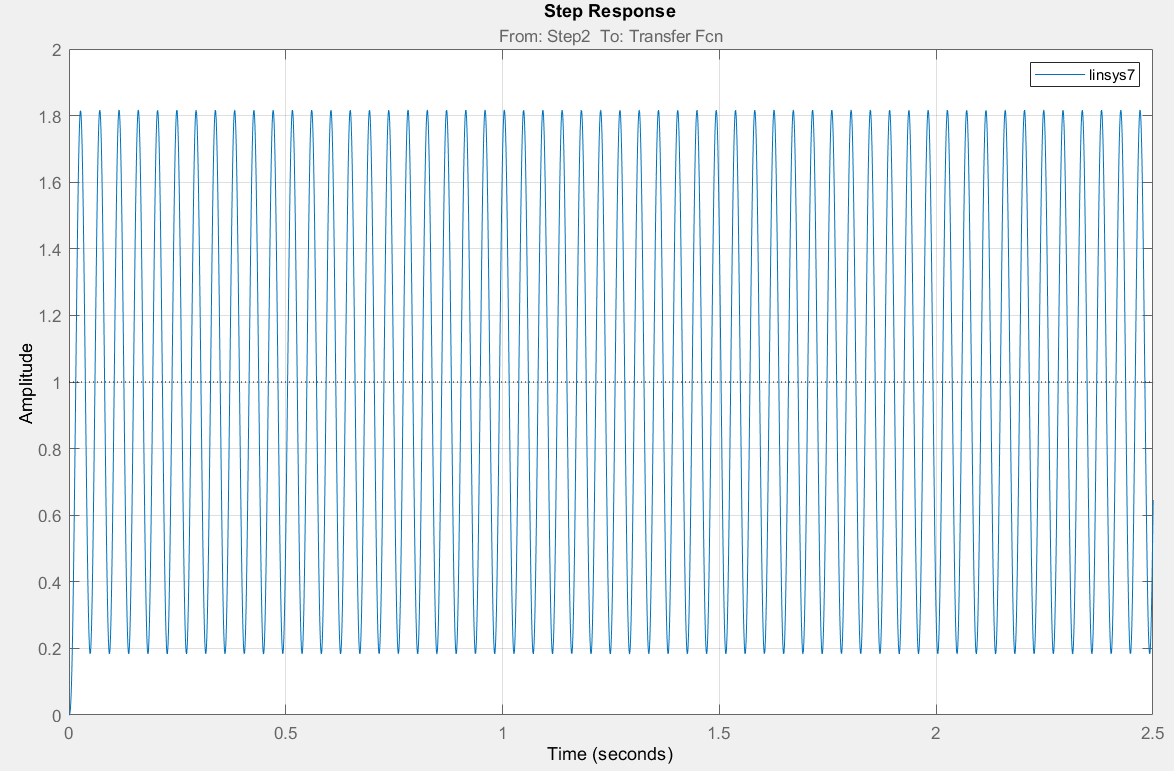 Step Response
From: Step2  To: Transfer Fcn
linsys7
2
1.8
1.6
1.4
1.2
1
0.8
0.6
0.4
0.2
0
Amplitude
0 0.5 1 1.5 2 2.5
Time (seconds)